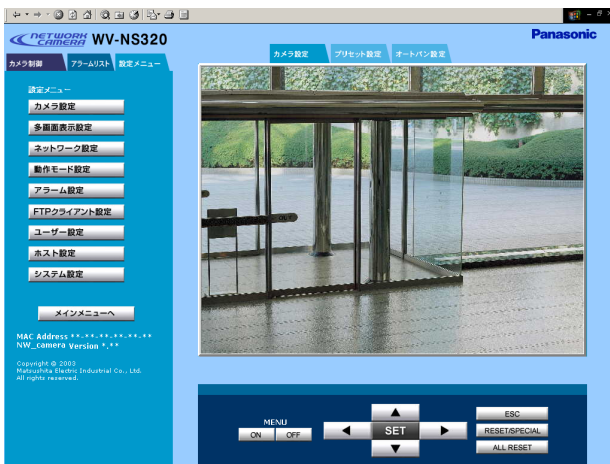 NETWORK CAMERA WV-NS320
Panasonic
カメラ制御 アラームリスト 設定メニュー
カメラ設定 プリセット設定 オートパン設定
設定メニュー
カメラ設定
多画面表示設定
ネットワーク設定
動作モード設定
アラーム設定
FTPクライアント設定
ユーザー設定
ホスト設定
システム設定
メインメニューへ
MAC Address **-**-**-**-**-**
NW_camera Version *.**
Copyright © 2003
Matsushita Electric Industrial Co., Ltd.
All rights reserved.
MENU
ON OFF
SET
ESC
RESET/SPECIAL
ALL RESET